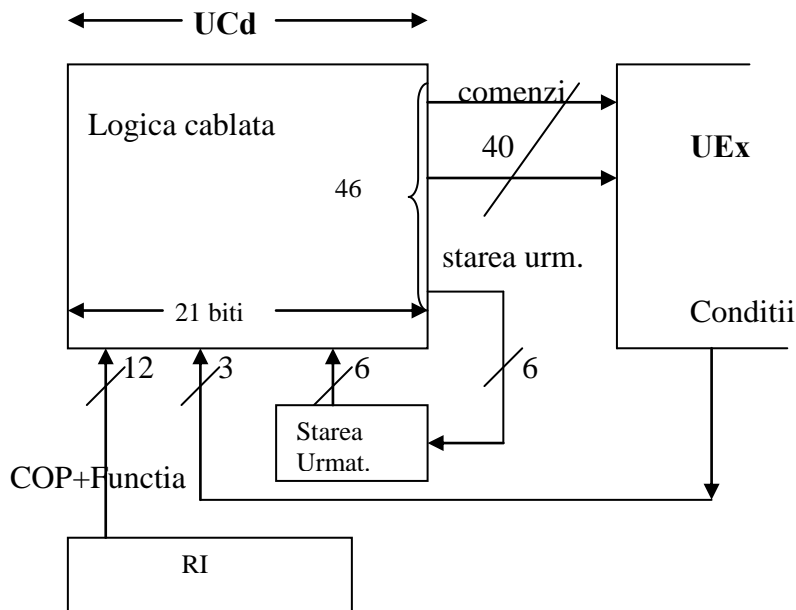 UCd
comenzi
Logica cablata
40
UEx
46
starea urm.
21 biti
Conditii
12
3
6
6
Starea
Urmat.
COP+Functia
RI